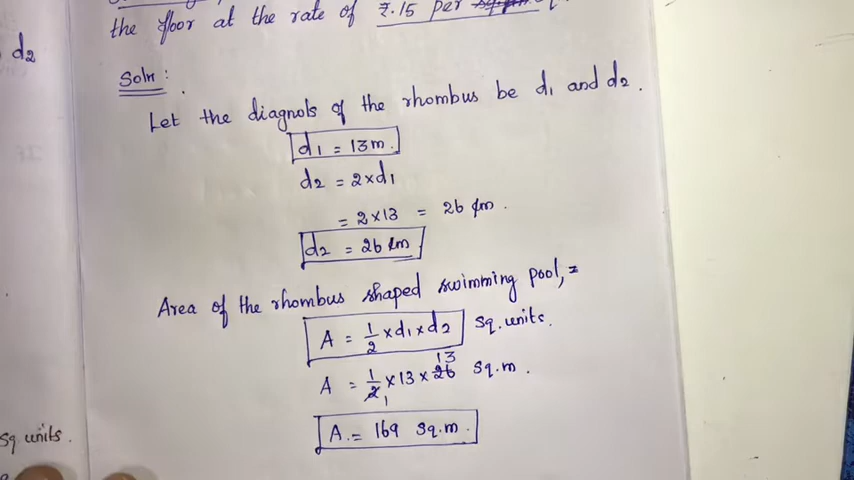 the floor at the rate of ₹.15 per
d2
Soln :
Let the diagnols of the rhombus be d1 and d2.
d1 = 13m.
d2 = 2×d1
= 2×13 = 26 m.
d2 = 26 m
Area of the rhombus shaped swimming pool, =
A = 1/2 × d1 × d2 Sq. units.
13
A = 1/2 × 13 × 26 Sq.m.
1
A. = 169 Sq.m.
Sq units.